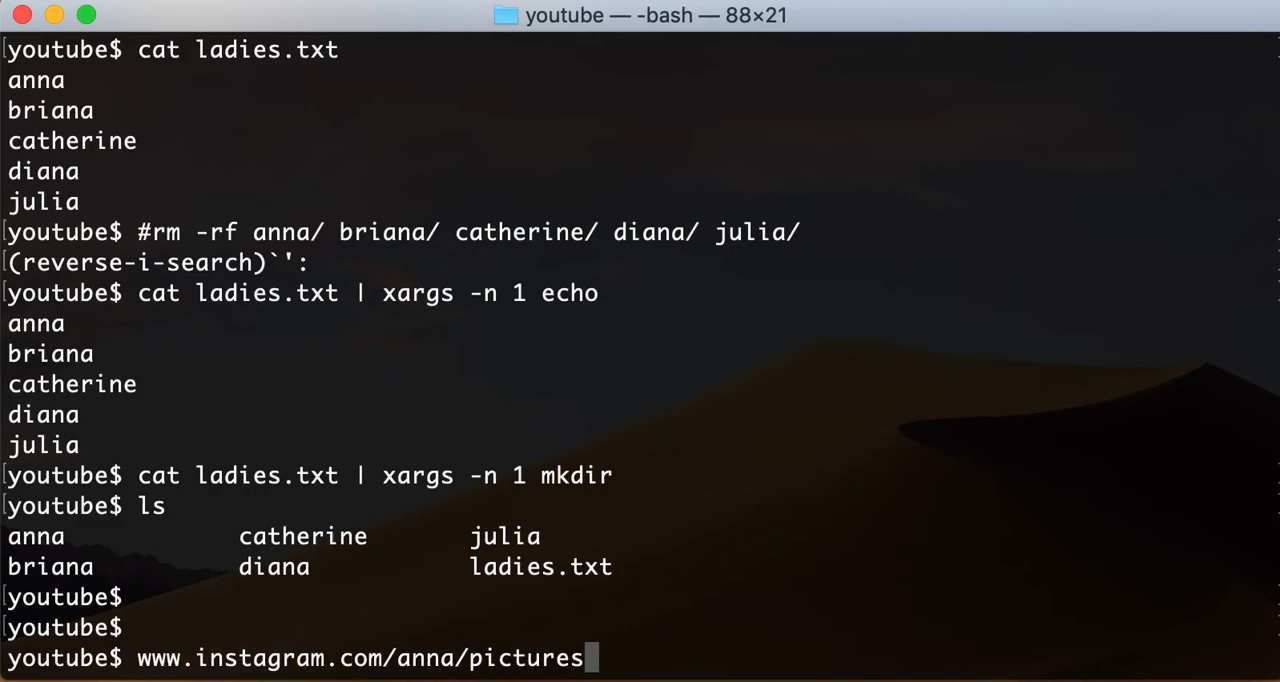 youtube — -bash — 88×21
youtube$ cat ladies.txt
anna
briana
catherine
diana
julia
youtube$ #rm -rf anna/ briana/ catherine/ diana/ julia/
(reverse-i-search)`':
youtube$ cat ladies.txt | xargs -n 1 echo
anna
briana
catherine
diana
julia
youtube$ cat ladies.txt | xargs -n 1 mkdir
youtube$ ls
anna catherine julia
briana diana ladies.txt
youtube$
youtube$
youtube$ www.instagram.com/anna/pictures